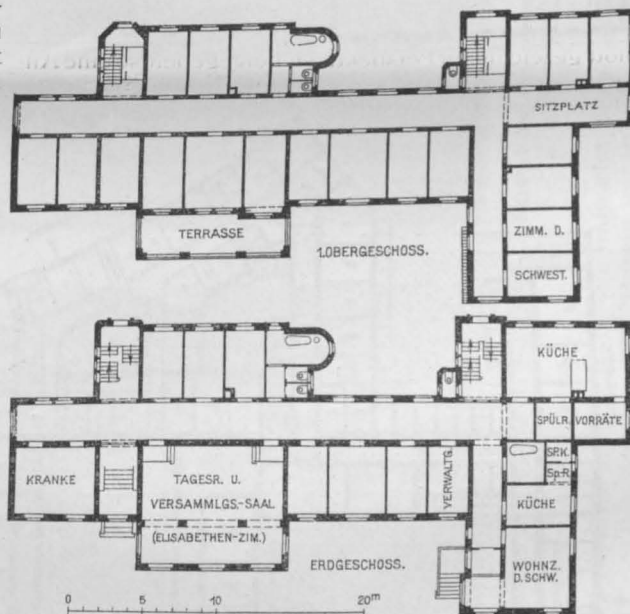 SITZPLATZ
TERRASSE
1.OBERGESCHOSS.
ZIMM. D.
SCHWEST.
KÜCHE
SPÜLR.
VORRÄTE
KRANKE
TAGESR. U.
VERSAMMLGS.-SAAL
(ELISABETHEN-ZIM.)
VERWALTG.
SP.K.
Sp.R.
KÜCHE
ERDGESCHOSS.
WOHNZ.
D. SCHW.
0 5 10 20m